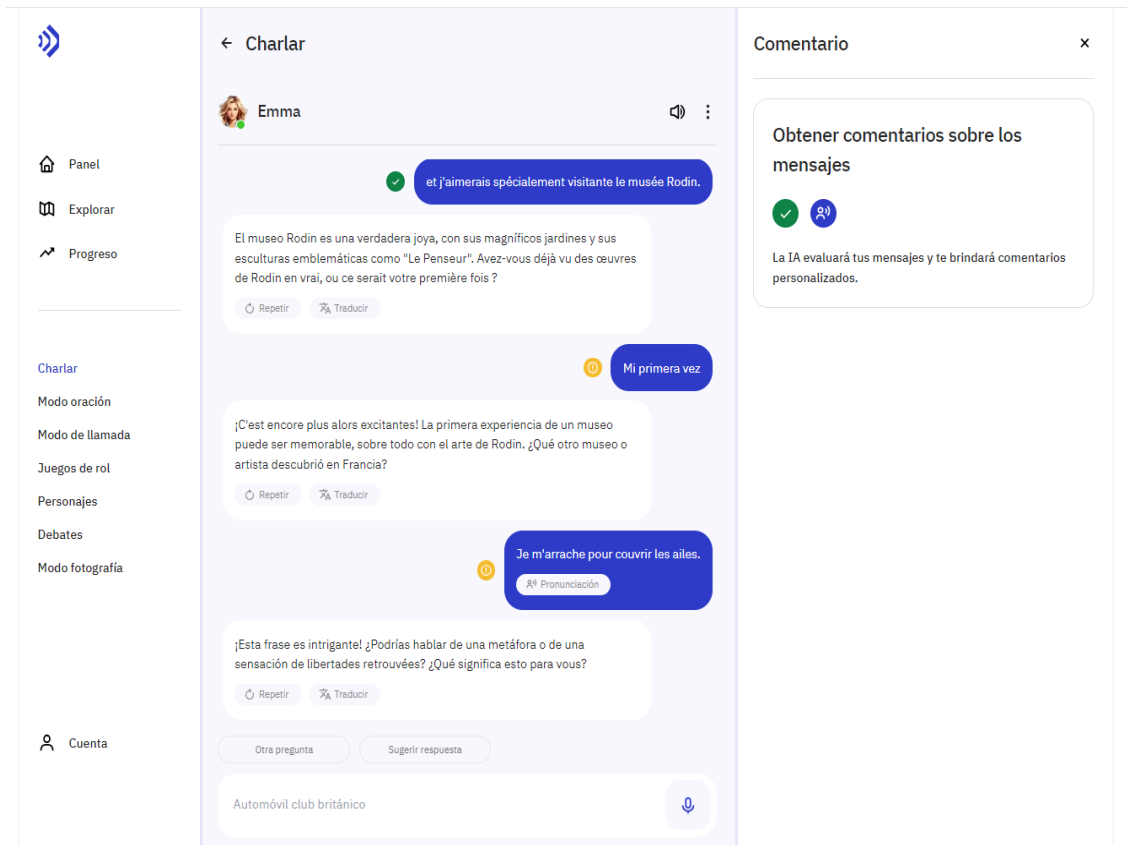 Charlar
Comentario
Emma
Panel
Explorar
Progreso
Charlar
Modo oración
Modo de llamada
Juegos de rol
Personajes
Debates
Modo fotografía
Cuenta
et j'aimerais spécialement visitante le musée Rodin.
El museo Rodin es una verdadera joya, con sus magníficos jardines y sus
esculturas emblemáticas como "Le Penseur". Avez-vous déjà vu des œuvres
de Rodin en vrai, ou ce serait votre première fois ?
Repetir Traducir
Mi primera vez
¡C'est encore plus alors excitantes! La primera experiencia de un museo
puede ser memorable, sobre todo con el arte de Rodin. ¿Qué otro museo o
artista descubrió en Francia?
Repetir Traducir
Je m'arrache pour couvrir les ailes.
Pronunciación
¡Esta frase es intrigante! ¿Podrías hablar de una metáfora o de una
sensación de libertades retrouvées? ¿Qué significa esto para vous?
Repetir Traducir
Otra pregunta Sugerir respuesta
Automóvil club británico
Obtener comentarios sobre los
mensajes
La IA evaluará tus mensajes y te brindará comentarios
personalizados.